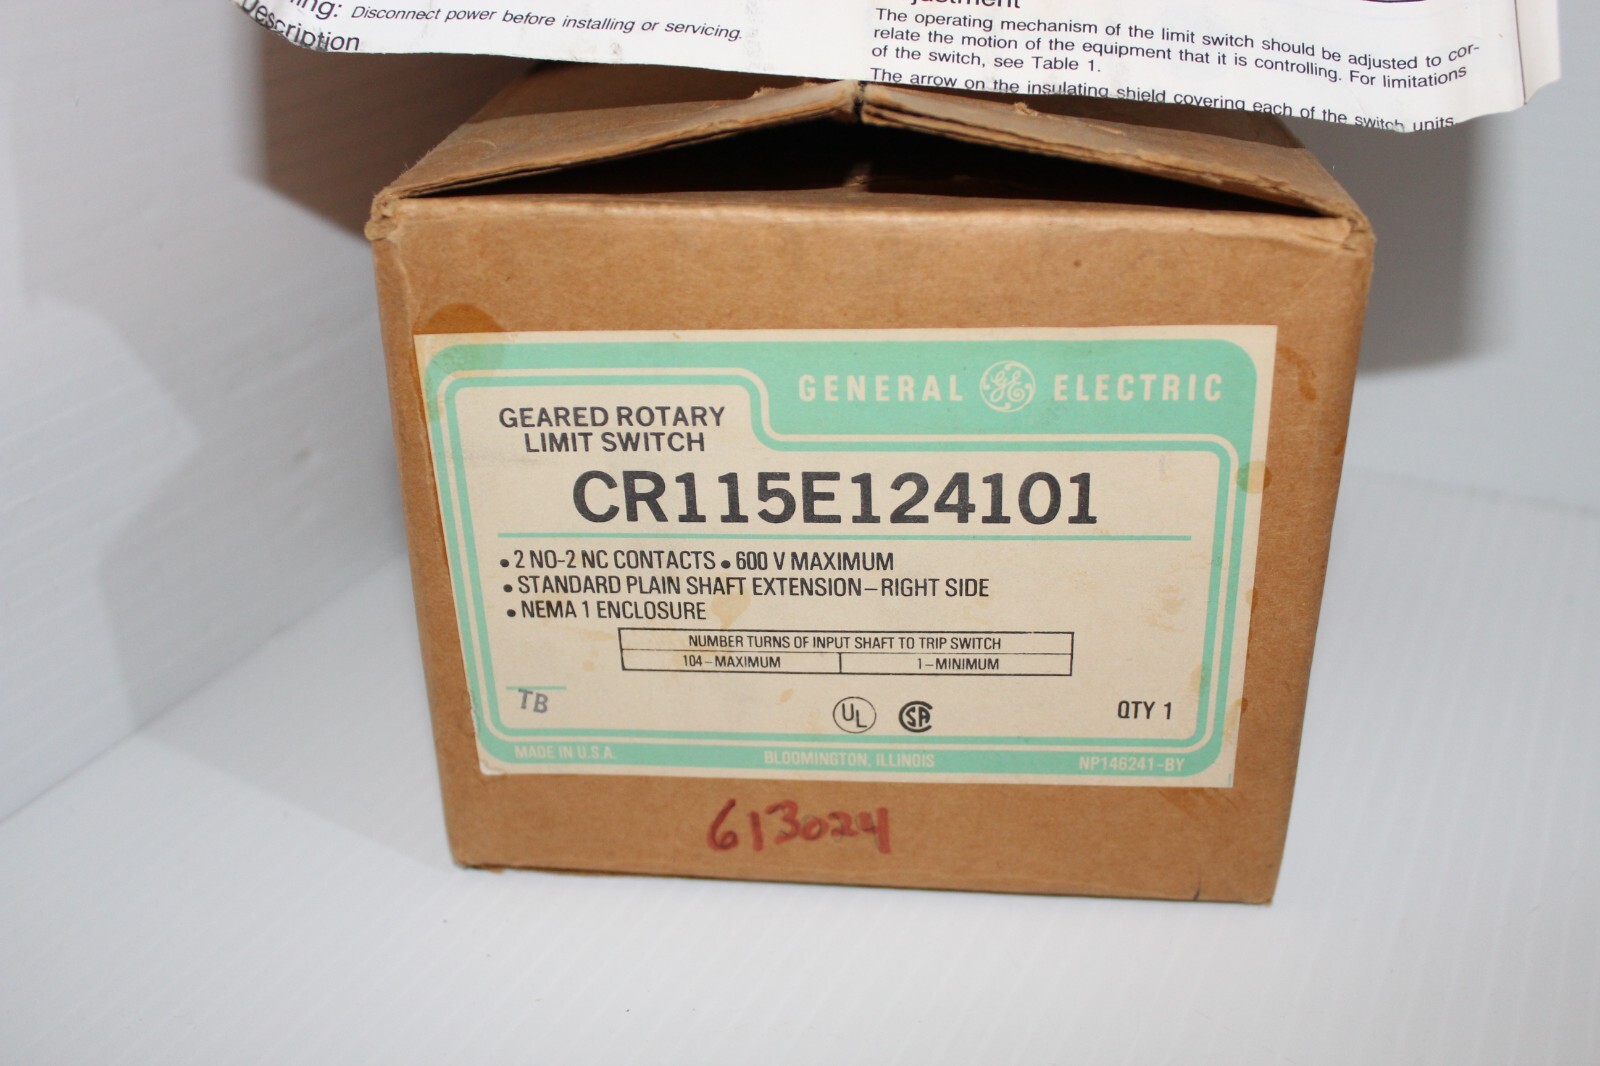 ing: Disconnect power before installing or servicing.
Description
The operating mechanism of the limit switch should be adjusted to cor-
relate the motion of the equipment that it is controlling. For limitations
of the switch, see Table 1.
The arrow on the insulating shield covering each of the switch units
GENERAL GE ELECTRIC
GEARED ROTARY
LIMIT SWITCH
CR115E124101
• 2 NO-2 NC CONTACTS • 600 V MAXIMUM
• STANDARD PLAIN SHAFT EXTENSION–RIGHT SIDE
• NEMA 1 ENCLOSURE
NUMBER TURNS OF INPUT SHAFT TO TRIP SWITCH
104–MAXIMUM 1–MINIMUM
TB
UL SA QTY 1
MADE IN U.S.A. BLOOMINGTON, ILLINOIS NP146241-BY
613024